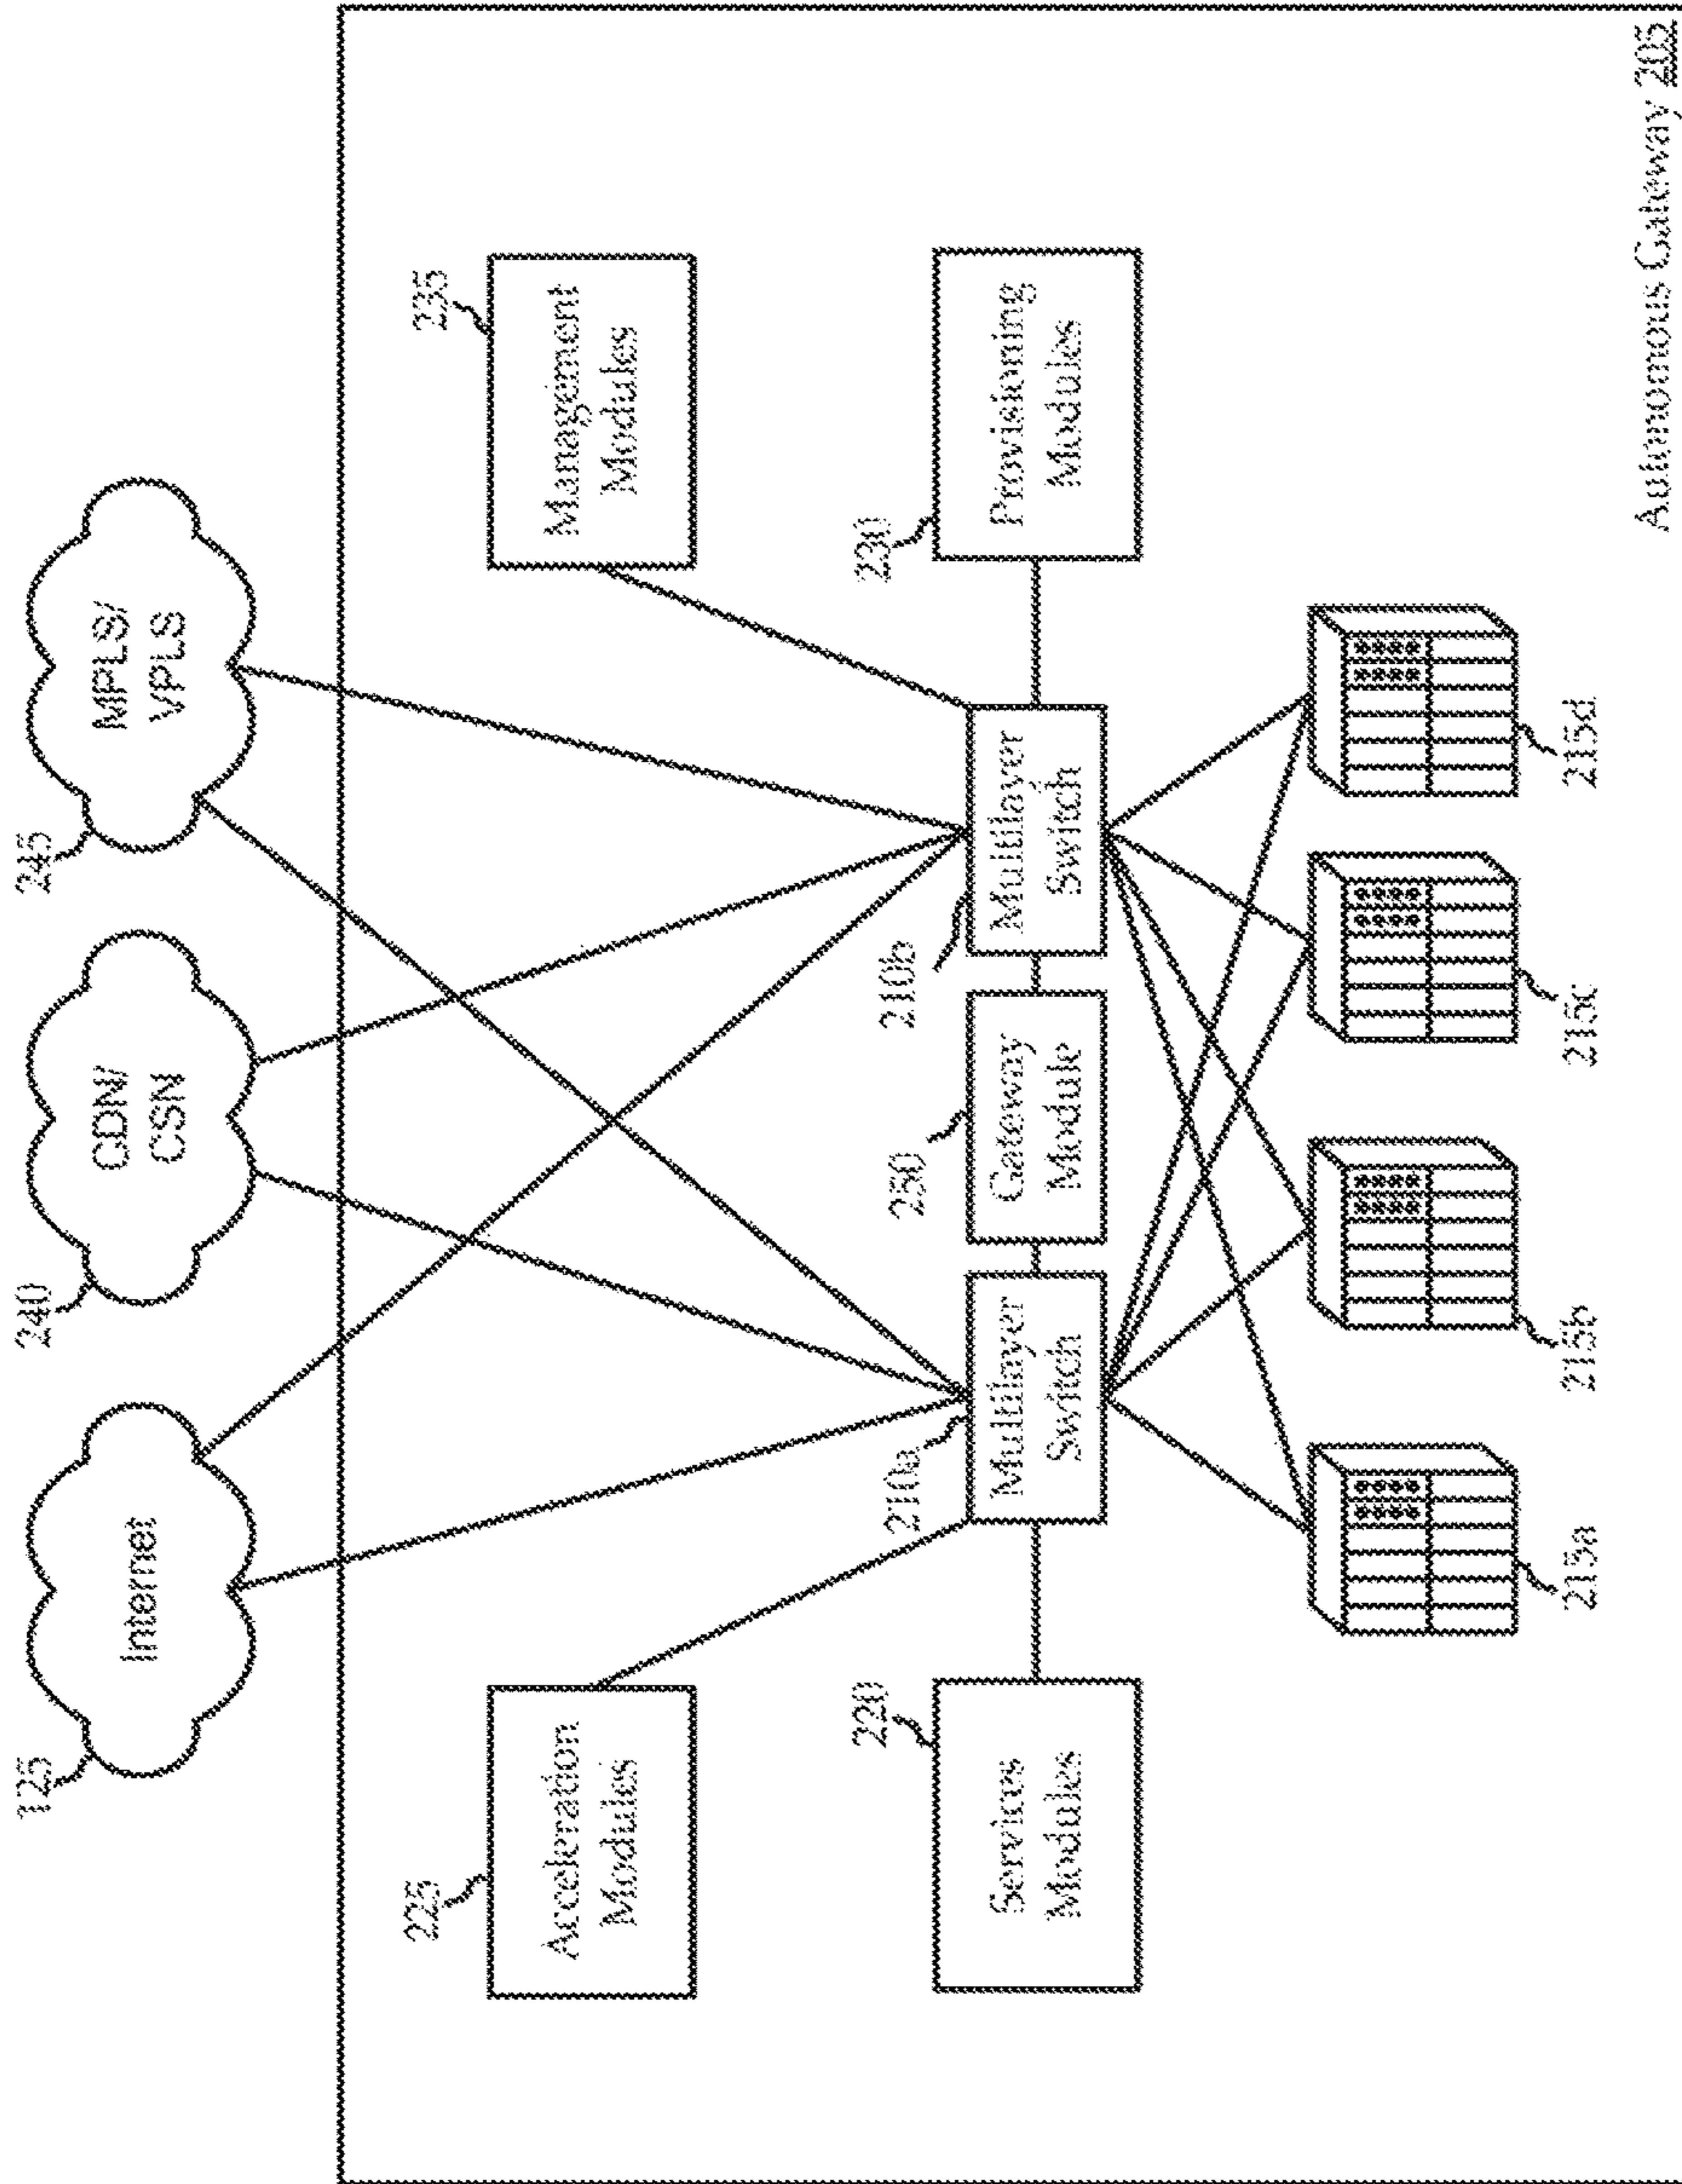 125
Internet
240
CDN/
CSN
245
MPLS/
VPLS
225
Acceleration
Modules
235
Management
Modules
220
Services
Modules
210a
Multilayer
Switch
250
Gateway
Module
210b
Multilayer
Switch
230
Provisioning
Modules
215a
215b
215c
215d
Autonomous Gateway 205